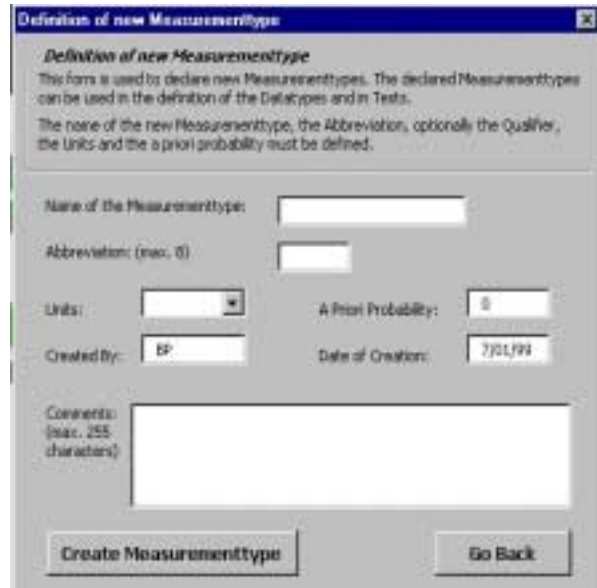 Definition of new Measurementtype
Definition of new Measurementtype
This form is used to declare new Measurementtypes. The declared Measurementtypes
can be used in the definition of the Datatypes and in Tests.
The name of the new Measurementtype, the Abbreviation, optionally the Qualifier,
the Units and the a priori probability must be defined.
Name of the Measurementtype:
Abbreviation: (max. 8)
Units: A Priori Probability: 0
Created By: BP Date of Creation: 7/01/99
Comments:
(max. 255
characters)
Create Measurementtype Go Back